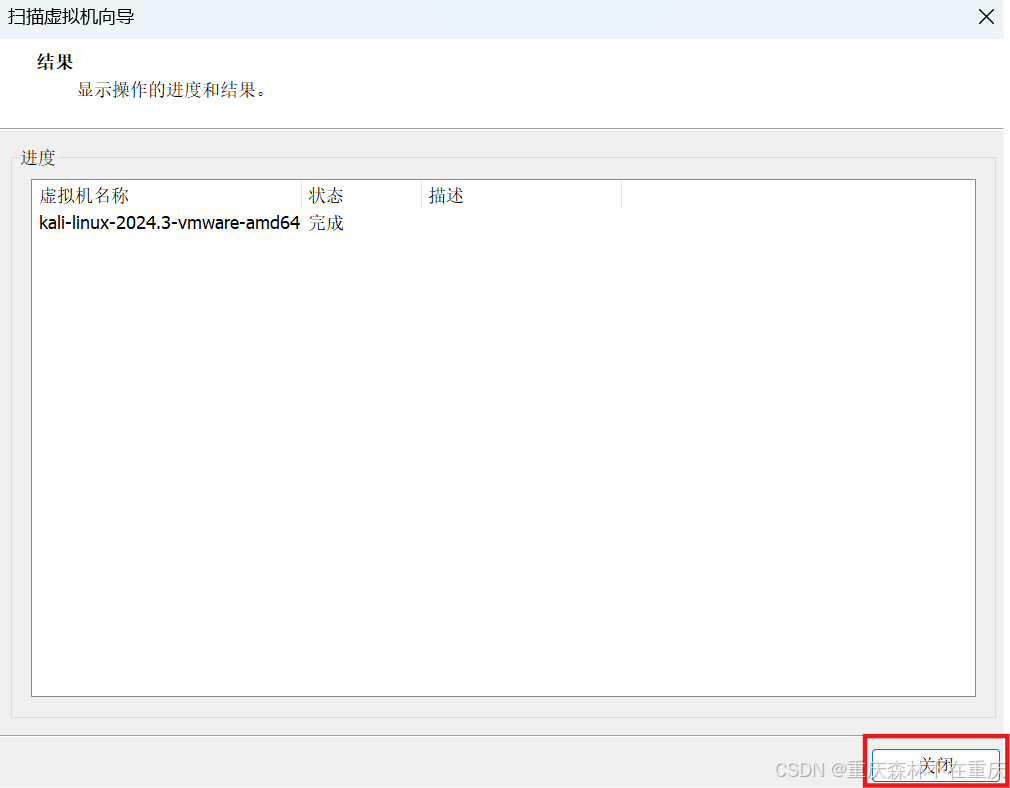 扫描虚拟机向导
结果
显示操作的进度和结果。
进度
虚拟机名称 状态 描述
kali-linux-2024.3-vmware-amd64 完成
关闭
CSDN @重庆森林不在重庆